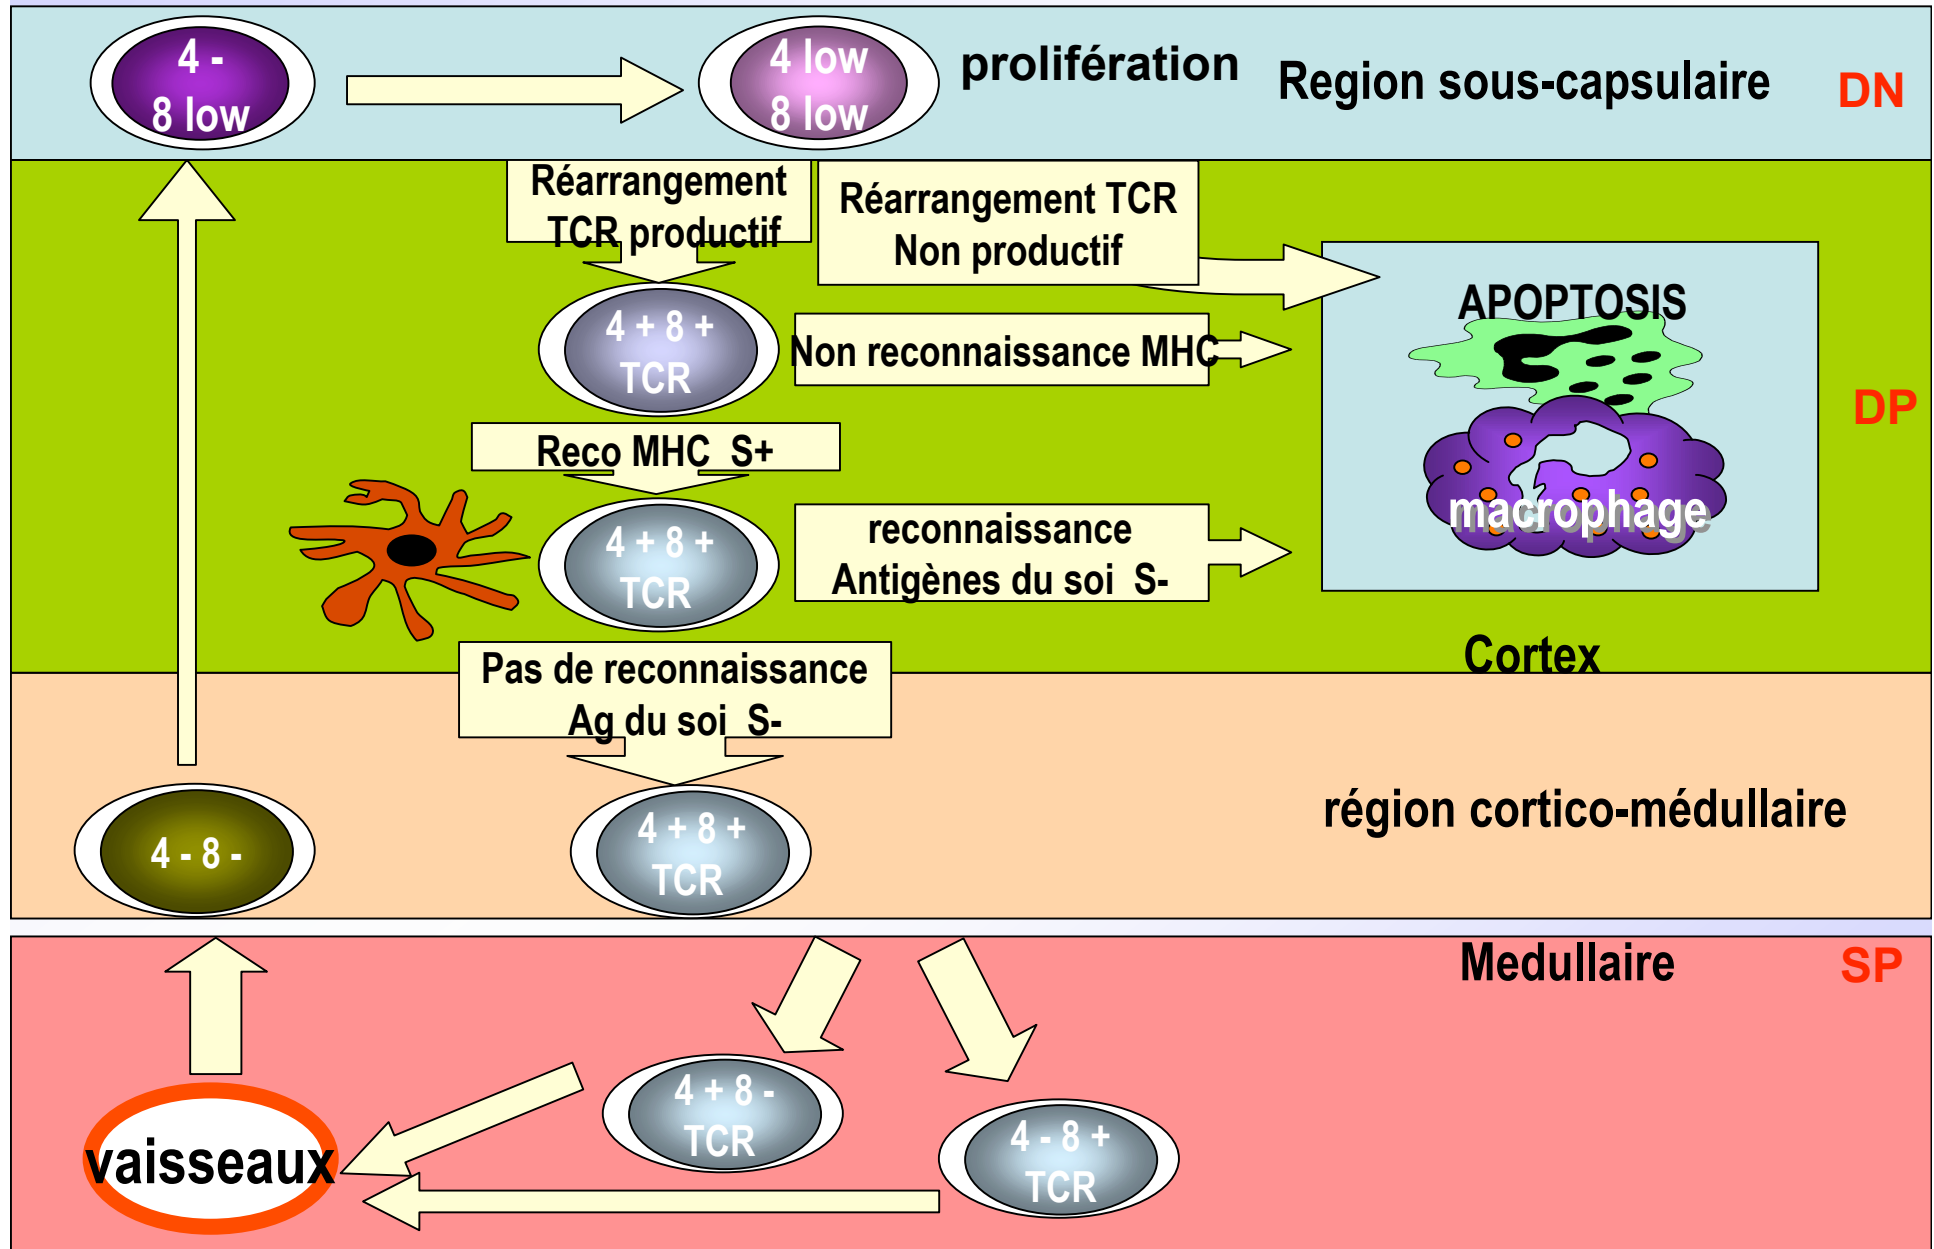 4 -
8 low
4 low
8 low
prolifération
Region sous-capsulaire
DN
Réarrangement
TCR productif
Réarrangement TCR
Non productif
APOPTOSIS
4 + 8 +
TCR
Non reconnaissance MHC
DP
Reco MHC S+
macrophage
4 + 8 +
TCR
reconnaissance
Antigènes du soi S-
Cortex
Pas de reconnaissance
Ag du soi S-
région cortico-médullaire
4 - 8 -
4 + 8 +
TCR
Medullaire
SP
4 + 8 -
TCR
4 - 8 +
TCR
vaisseaux